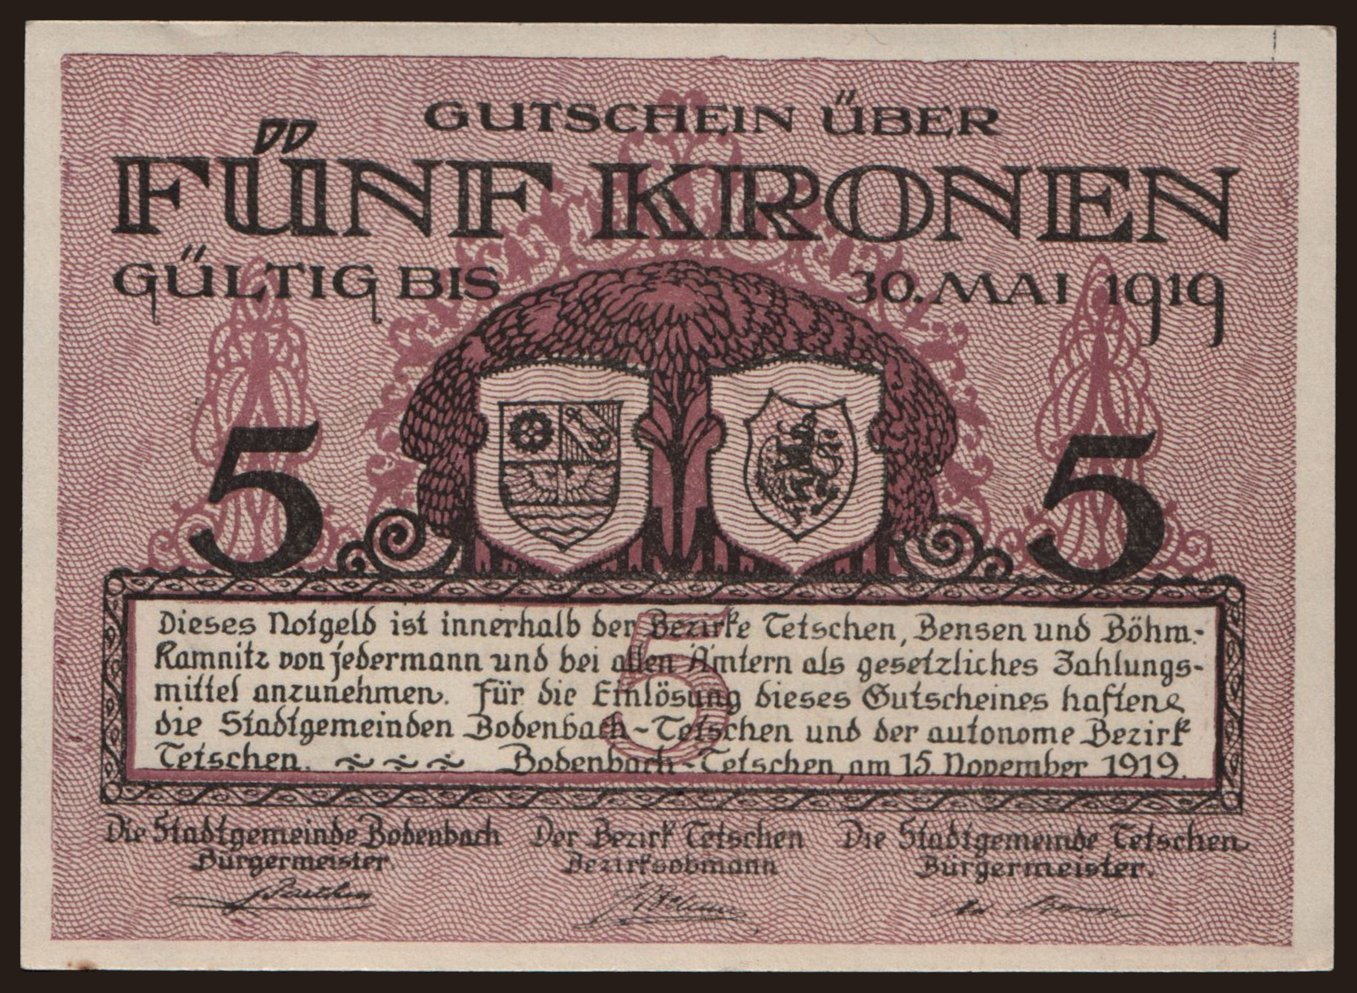 GUTSCHEIN ÜBER
FÜNF KRONEN
GÜLTIG BIS 30. MAI 1919
5 5
Dieses Notgeld ist innerhalb der Bezirke Tetschen, Bensen und Böhm.-
Kamnitz von jedermann und bei allen Ämtern als gesetzliches Zahlungs-
mittel anzunehmen. Für die Einlösung dieses Gutscheines haften
die Stadtgemeinden Bodenbach-Tetschen und der autonome Bezirk
Tetschen. Bodenbach-Tetschen, am 15. November 1919.
5
Die Stadtgemeinde Bodenbach Der Bezirk Tetschen Die Stadtgemeinde Tetschen
Bürgermeister. Bezirksobmann Bürgermeister.